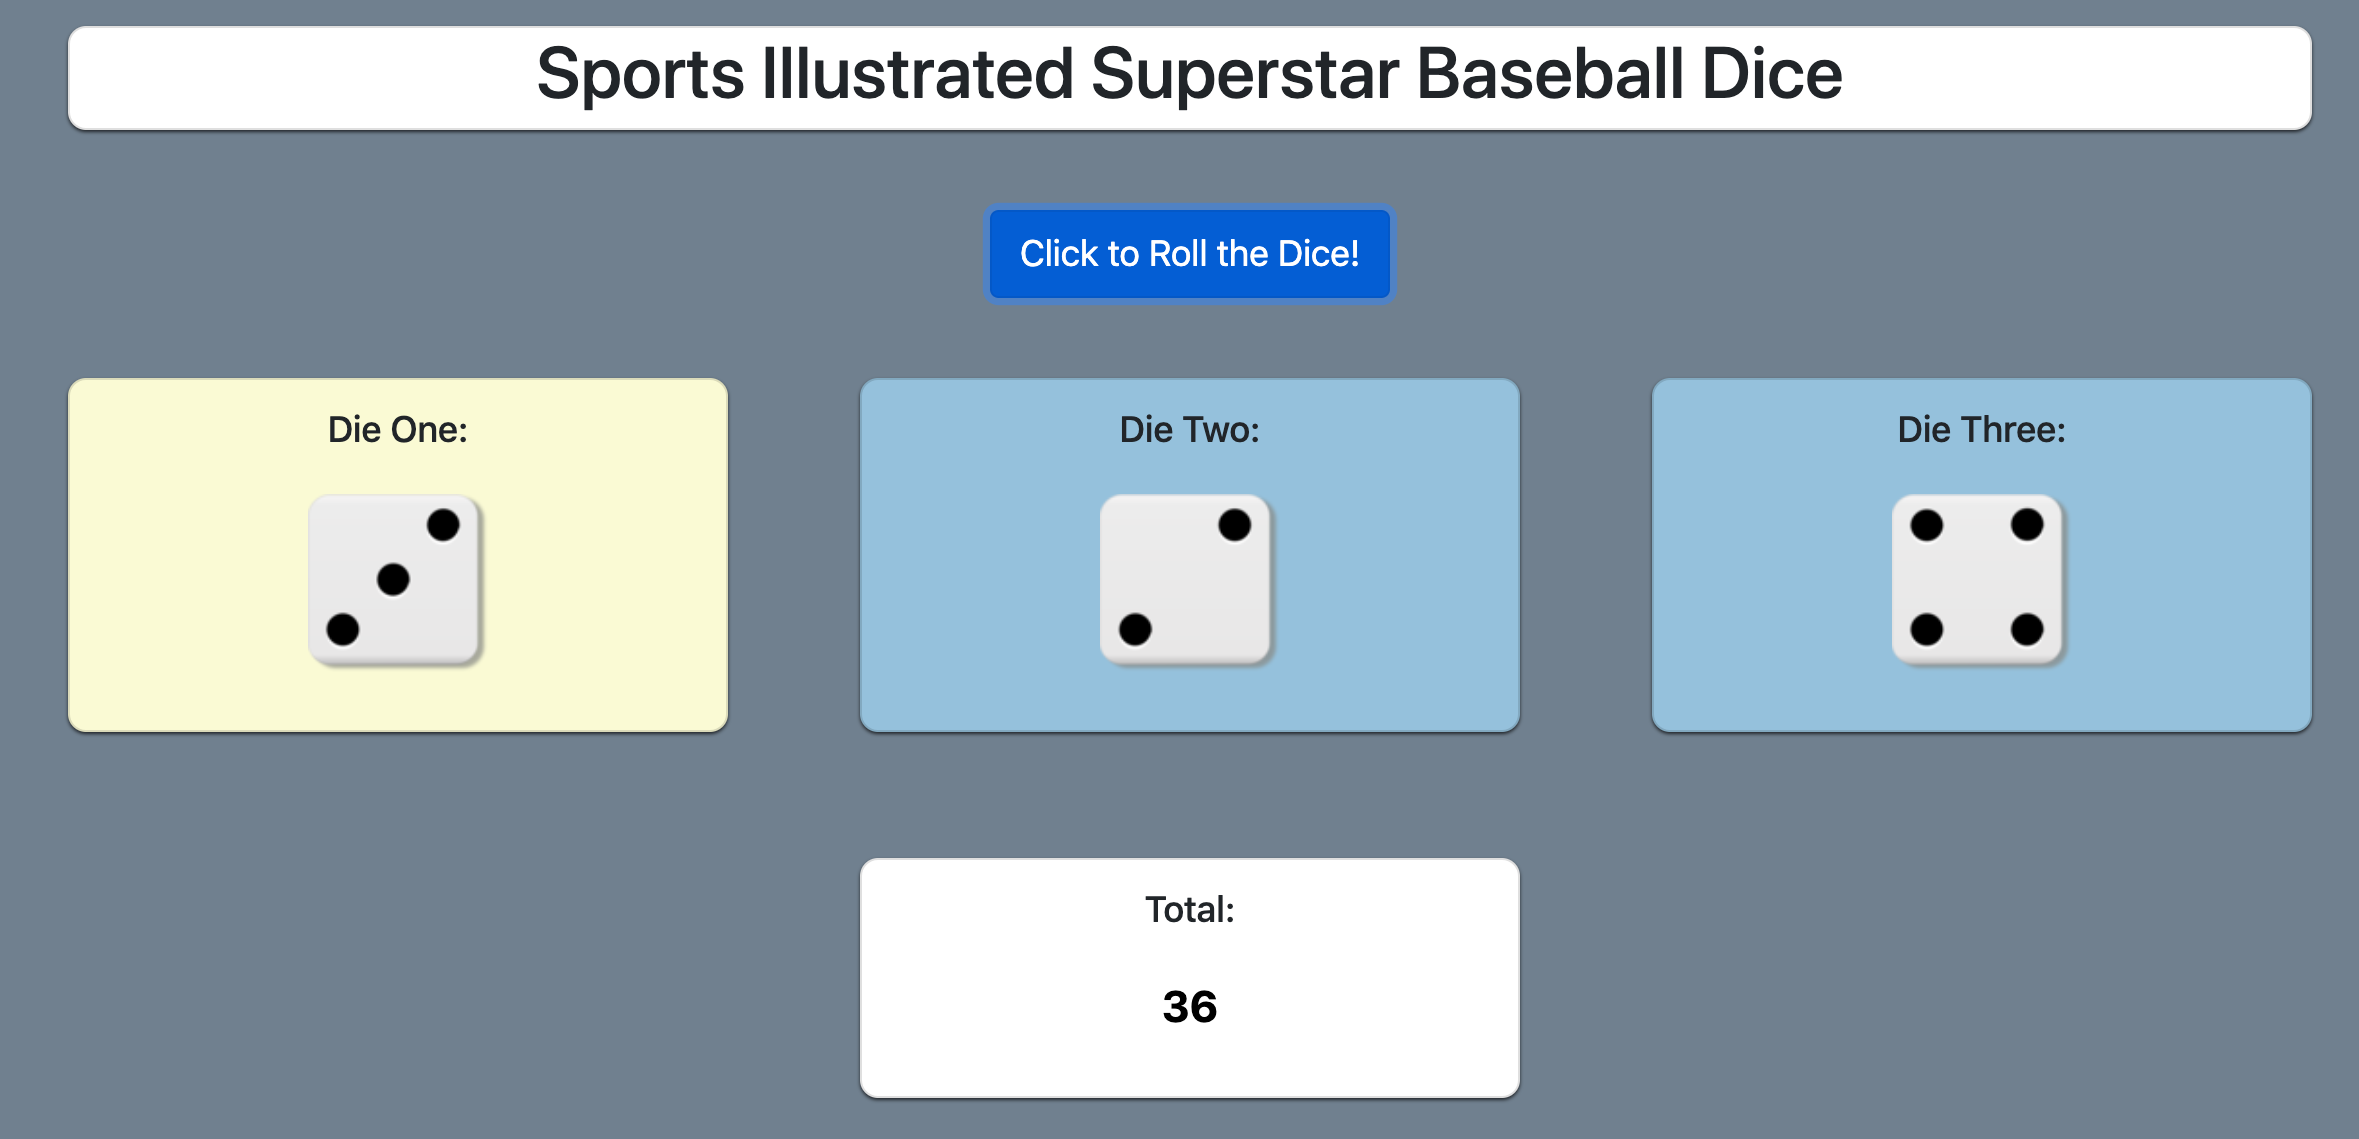 Sports Illustrated Superstar Baseball Dice
Click to Roll the Dice!
Die One:
Die Two:
Die Three:
Total:
36